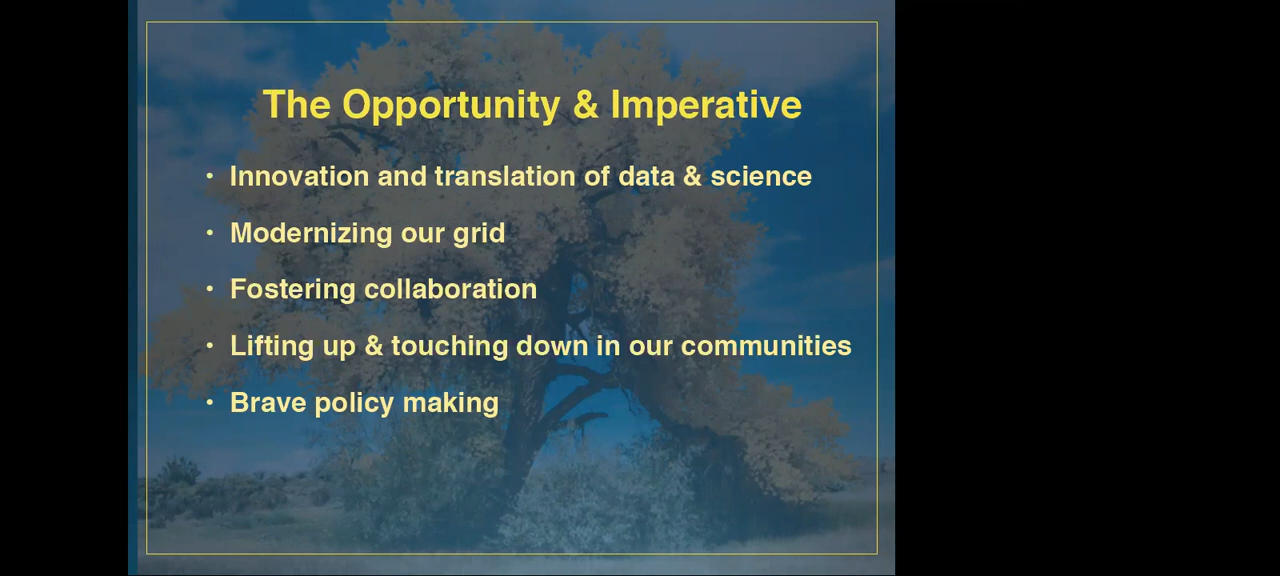 The Opportunity & Imperative
• Innovation and translation of data & science
• Modernizing our grid
• Fostering collaboration
• Lifting up & touching down in our communities
• Brave policy making